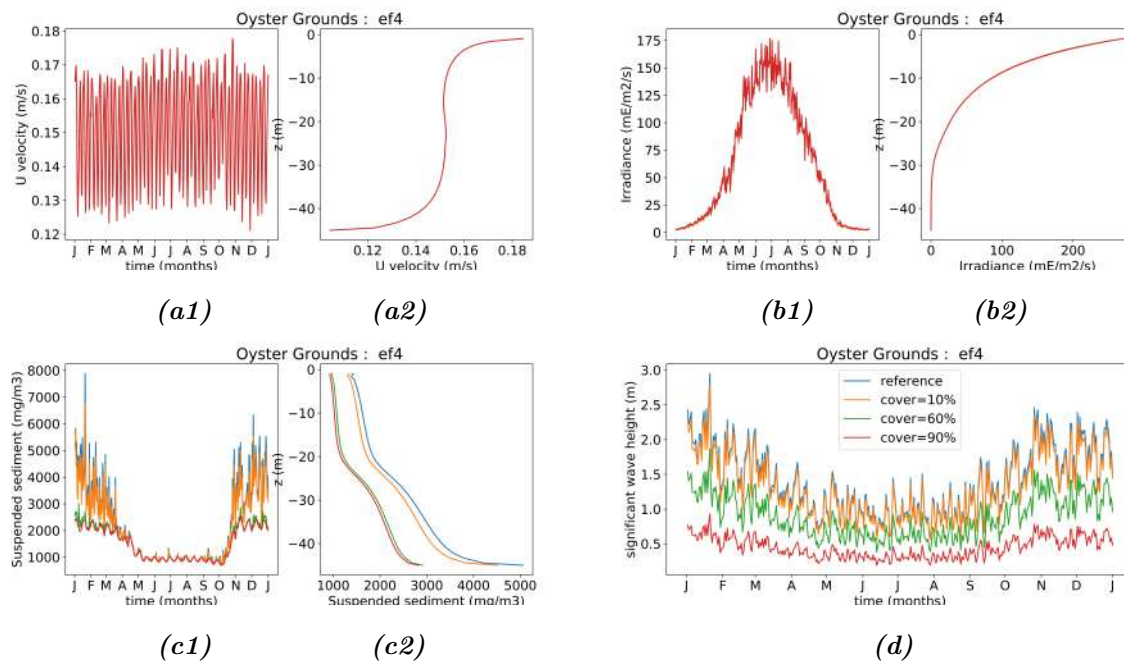 Oyster Grounds : ef4
U velocity (m/s)
0.18
0.17
0.16
0.15
0.14
0.13
0.12
J F M A M J J A S O N D J
time (months)
z (m)
0
−10
−20
−30
−40
0.12 0.14 0.16 0.18
U velocity (m/s)
(a1) (a2)
Oyster Grounds : ef4
Irradiance (mE/m2/s)
175
150
125
100
75
50
25
0
J F M A M J J A S O N D J
time (months)
z (m)
0
−10
−20
−30
−40
0 100 200
Irradiance (mE/m2/s)
(b1) (b2)
Oyster Grounds : ef4
Suspended sediment (mg/m3)
8000
7000
6000
5000
4000
3000
2000
1000
J F M A M J J A S O N D J
time (months)
z (m)
0
−10
−20
−30
−40
1000 2000 3000 4000 5000
Suspended sediment (mg/m3)
(c1) (c2)
Oyster Grounds : ef4
significant wave height (m)
3.0
2.5
2.0
1.5
1.0
0.5
reference
cover=10%
cover=60%
cover=90%
J F M A M J J A S O N D J
time (months)
(d)